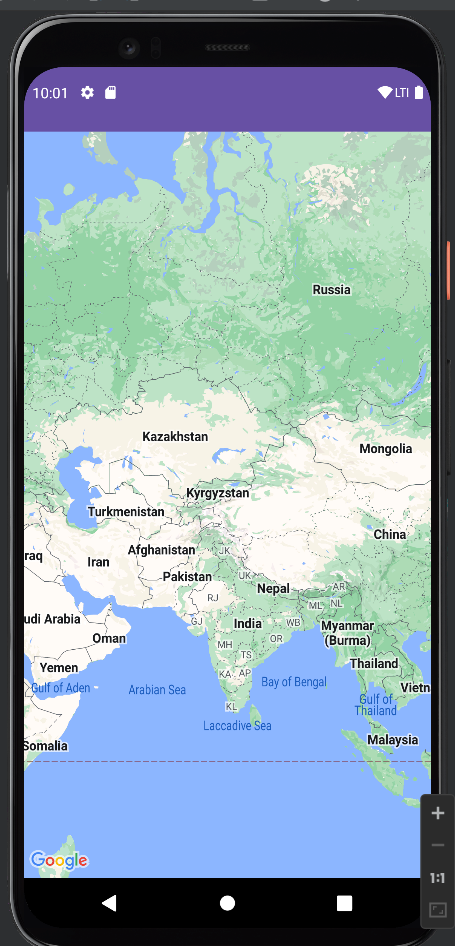 10:01 LTE
Russia
Kazakhstan
Mongolia
Kyrgyzstan
Turkmenistan
China
Afghanistan
JK
raq
Iran
Pakistan
UK
Nepal
AR
RJ
ML
NL
udi Arabia
GJ
India
WB
Myanmar
(Burma)
Oman
MH
OR
TS
Thailand
Yemen
KA
AP
Gulf of Aden
Arabian Sea
Bay of Bengal
Vietn
Gulf of
Thailand
KL
Laccadive Sea
Malaysia
Somalia
Google
1:1